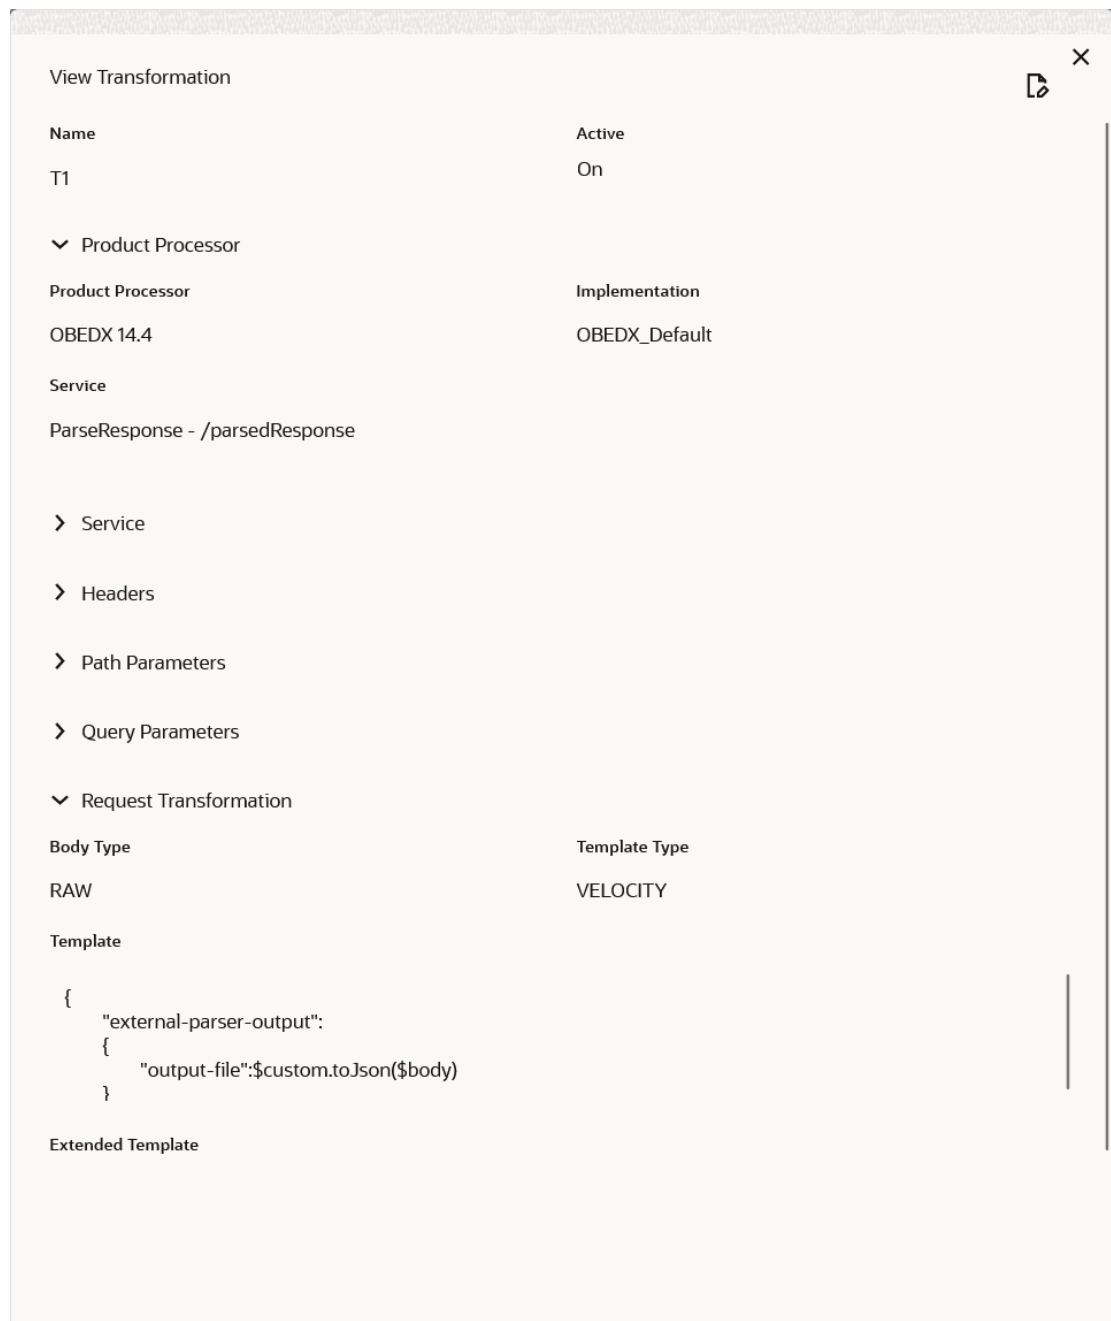 View Transformation
Name
Active
T1
On
Product Processor
Product Processor
Implementation
OBEDX 14.4
OBEDX_Default
Service
ParseResponse - /parsedResponse
Service
Headers
Path Parameters
Query Parameters
Request Transformation
Body Type
Template Type
RAW
VELOCITY
Template
{
"external-parser-output":
{
"output-file":$custom.toJson($body)
}
Extended Template